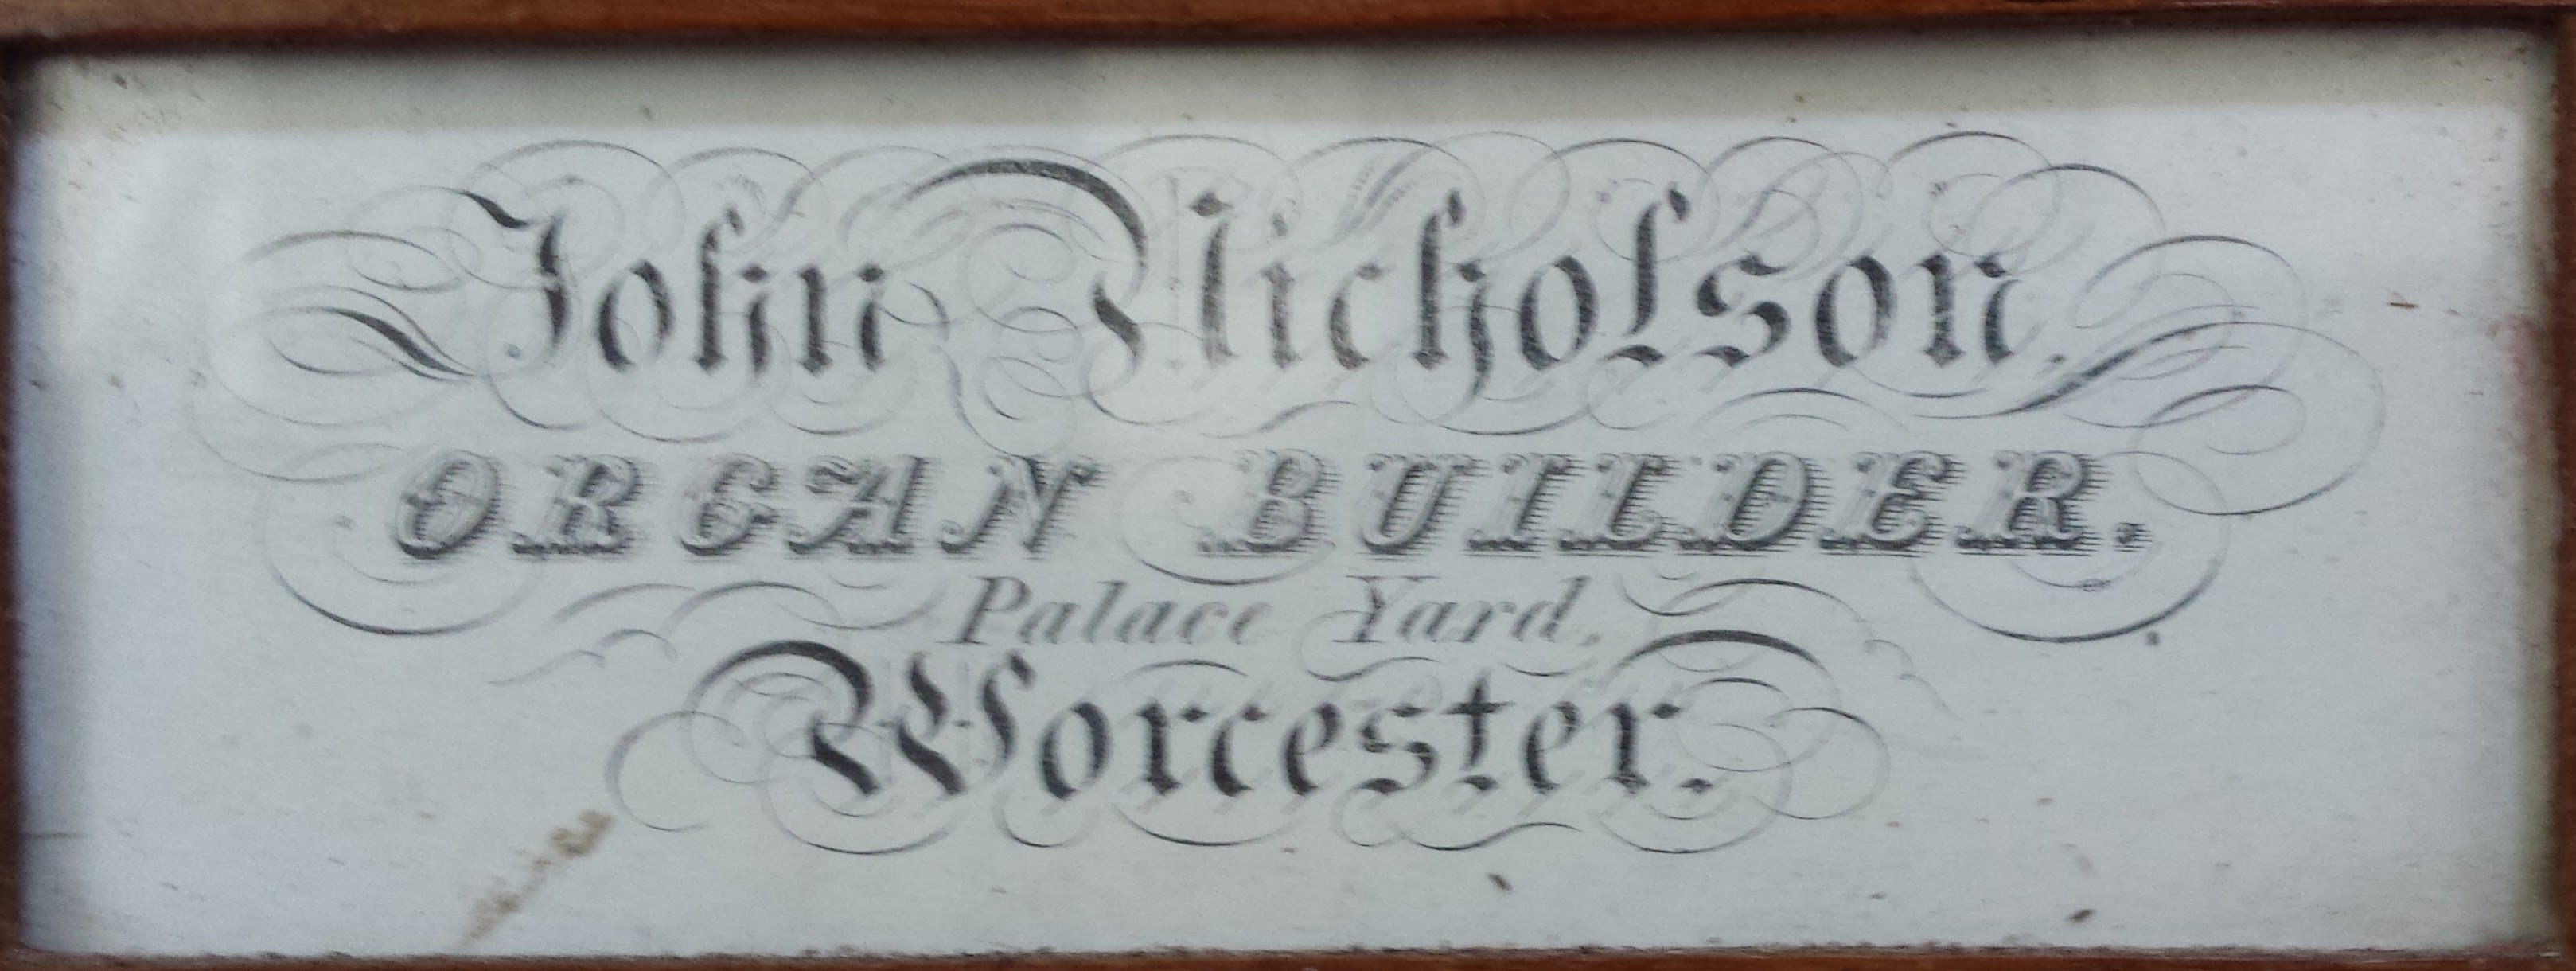 John Nicholson.
ORGAN BUILDER.
Palace Yard,
Worcester.